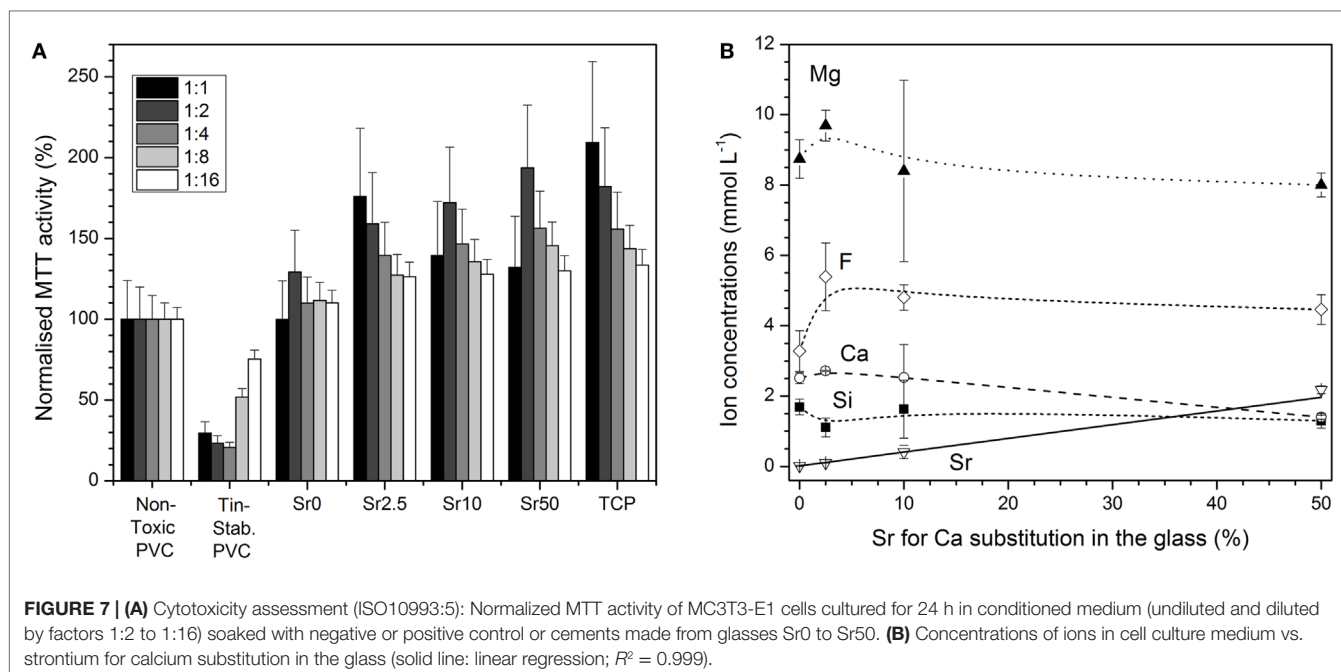 A
Normalised MTT activity (%)
250
200
150
100
50
0
1:1
1:2
1:4
1:8
1:16
Non-
Toxic
PVC
Tin-
Stab.
PVC
Sr0
Sr2.5
Sr10
Sr50
TCP
B
Ion concentrations (mmol L⁻¹)
12
10
8
6
4
2
0
Mg
F
Ca
Si
Sr
0
10
20
30
40
50
Sr for Ca substitution in the glass (%)
FIGURE 7 | (A) Cytotoxicity assessment (ISO10993:5): Normalized MTT activity of MC3T3-E1 cells cultured for 24 h in conditioned medium (undiluted and diluted
by factors 1:2 to 1:16) soaked with negative or positive control or cements made from glasses Sr0 to Sr50. (B) Concentrations of ions in cell culture medium vs.
strontium for calcium substitution in the glass (solid line: linear regression; R² = 0.999).